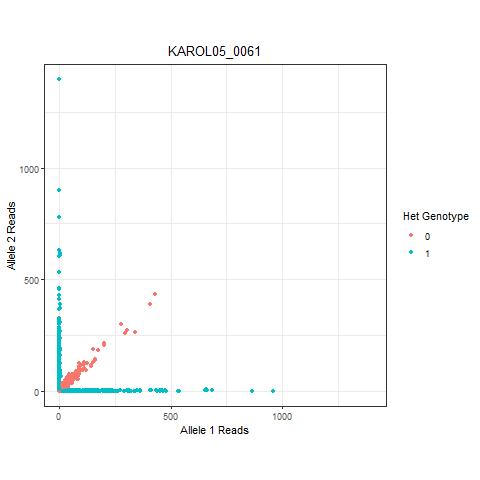 KAROL05_0061
Allele 2 Reads
1000
500
0
0
500
1000
Allele 1 Reads
Het Genotype
0
1